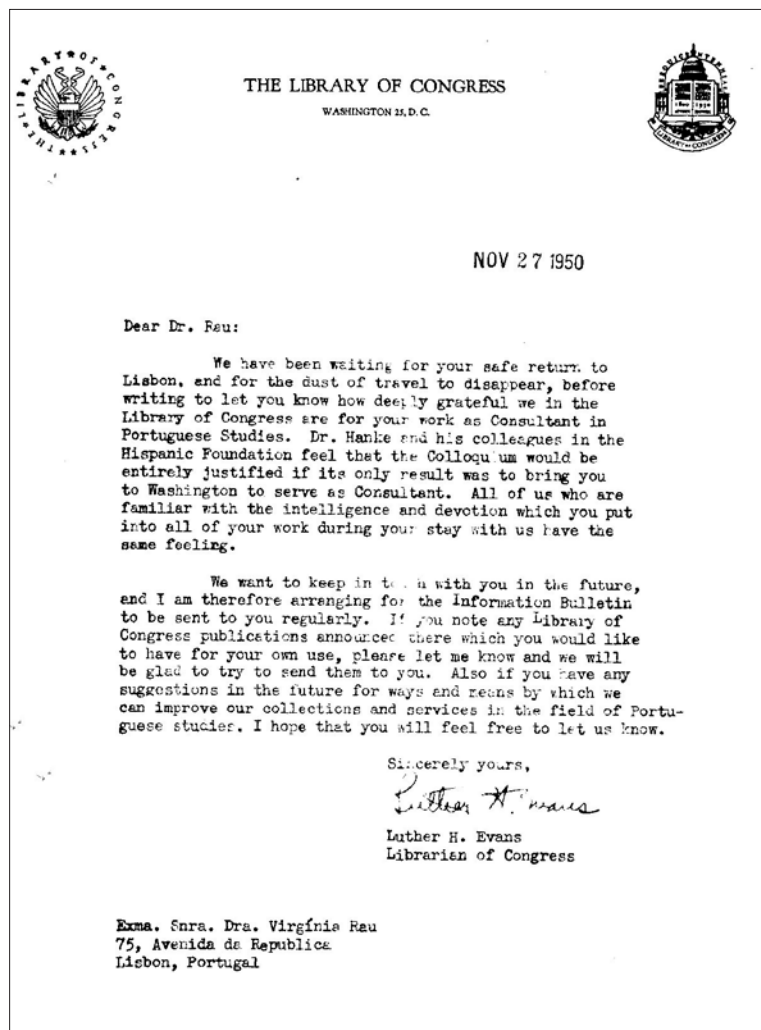 THE LIBRARY OF CONGRESS
THE LIBRARY OF CONGRESS
WASHINGTON 25, D. C.
SESQUICENTENNIAL
1800 1950
LIBRARY OF CONGRESS
NOV 27 1950
Dear Dr. Rau:
We have been waiting for your safe return to
Lisbon, and for the dust of travel to disappear, before
writing to let you know how deeply grateful we in the
Library of Congress are for your work as Consultant in
Portuguese Studies. Dr. Hanke and his colleagues in the
Hispanic Foundation feel that the Colloquium would be
entirely justified if its only result was to bring you
to Washington to serve as Consultant. All of us who are
familiar with the intelligence and devotion which you put
into all of your work during your stay with us have the
same feeling.
We want to keep in with you in the future,
and I am therefore arranging for the Information Bulletin
to be sent to you regularly. If you note any Library of
Congress publications announced there which you would like
to have for your own use, please let me know and we will
be glad to try to send them to you. Also if you have any
suggestions in the future for ways and means by which we
can improve our collections and services in the field of Portu-
guese studies. I hope that you will feel free to let us know.
Sincerely yours,
Luther H. Evans
Luther H. Evans
Librarian of Congress
Exma. Snra. Dra. Virgínia Rau
75, Avenida da Republica
Lisbon, Portugal